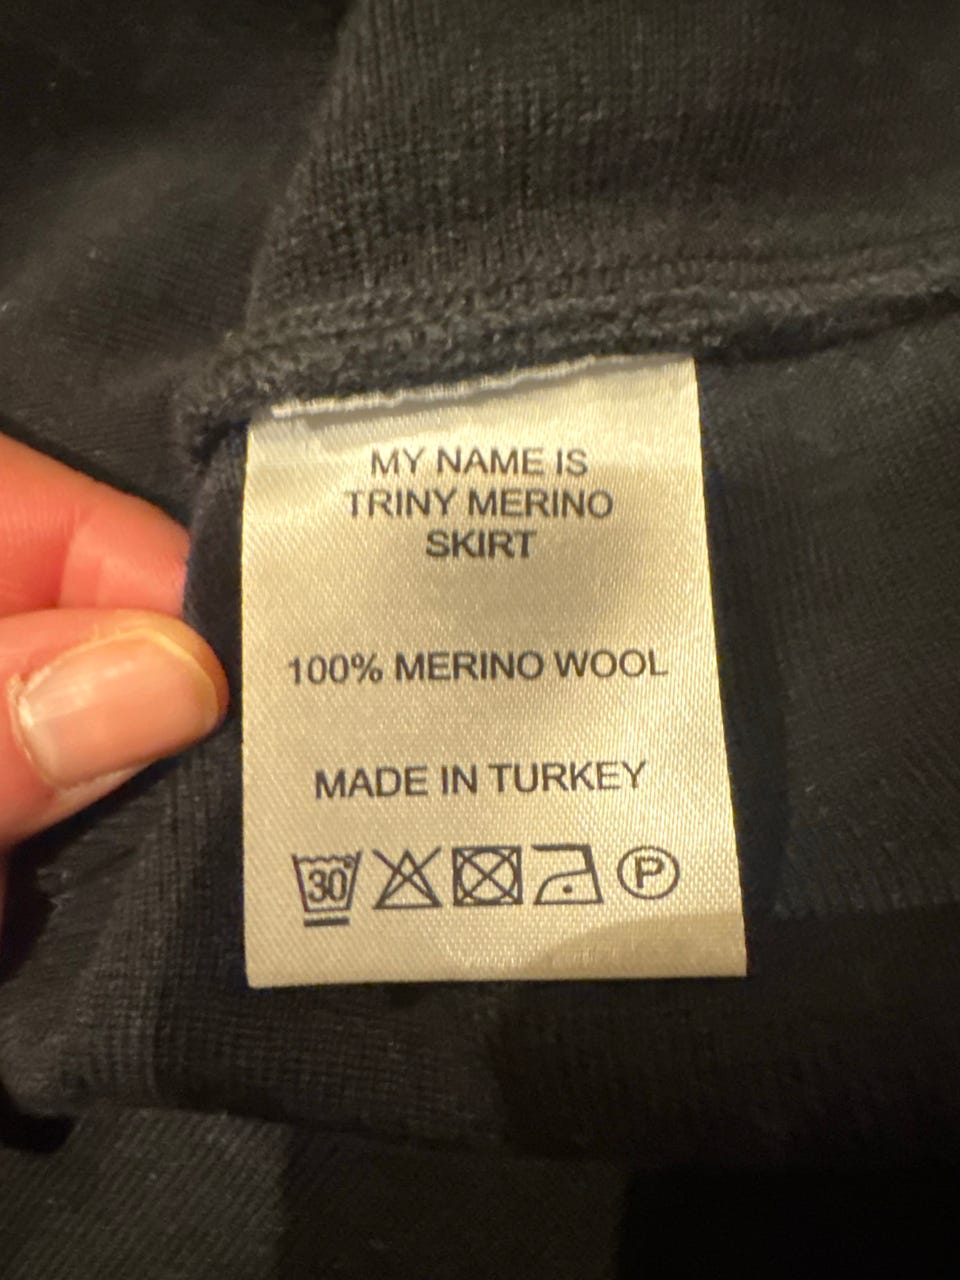 MY NAME IS
TRINY MERINO
SKIRT
100% MERINO WOOL
MADE IN TURKEY
30° P